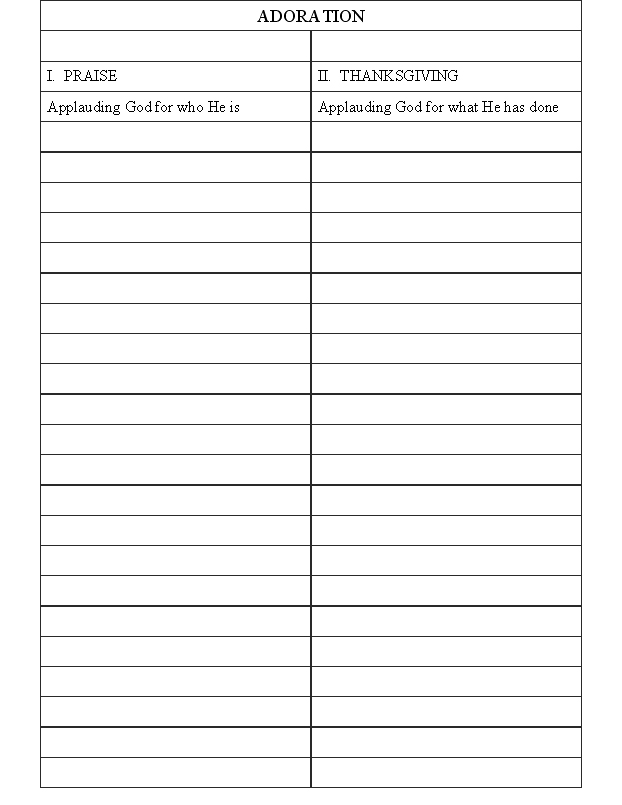 ADORATION
I. PRAISE
II. THANKSGIVING
Applauding God for who He is
Applauding God for what He has done